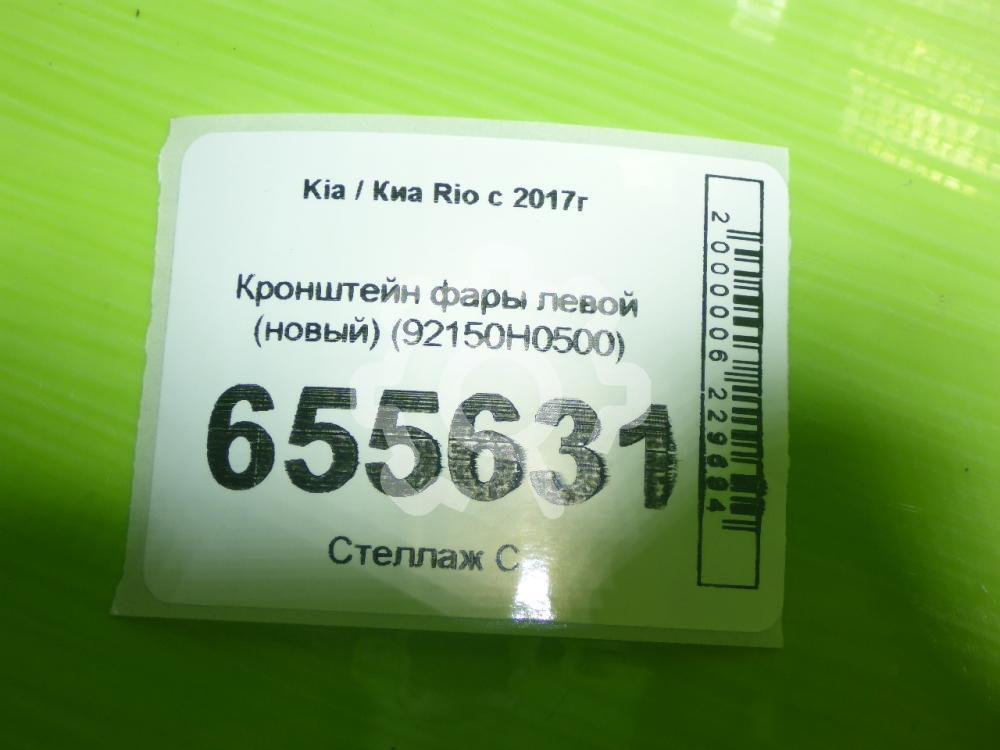 Kia / Киа Rio с 2017г
Кронштейн фары левой
(новый) (92150H0500)
655631
Стеллаж С
2000006229684